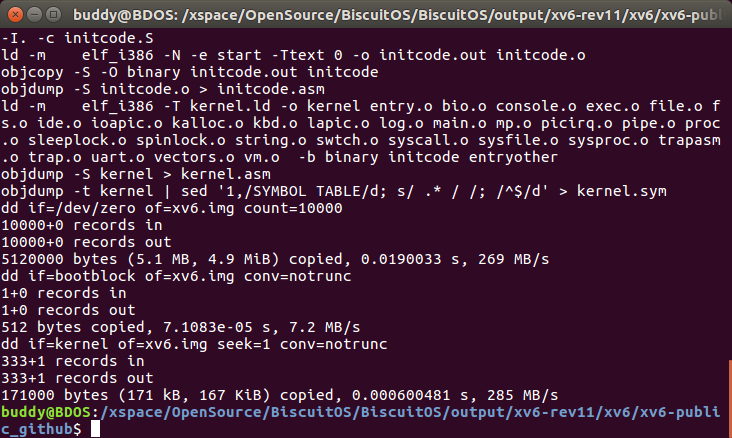 buddy@BDOS: /xspace/OpenSource/BiscuitOS/BiscuitOS/output/xv6-rev11/xv6/xv6-publ
-I. -c initcode.S
ld -m    elf_i386 -N -e start -Ttext 0 -o initcode.out initcode.o
objcopy -S -O binary initcode.out initcode
objdump -S initcode.o > initcode.asm
ld -m    elf_i386 -T kernel.ld -o kernel entry.o bio.o console.o exec.o file.o f
s.o ide.o ioapic.o kalloc.o kbd.o lapic.o log.o main.o mp.o picirq.o pipe.o proc
.o sleeplock.o spinlock.o string.o swtch.o syscall.o sysfile.o sysproc.o trapasm
.o trap.o uart.o vectors.o vm.o  -b binary initcode entryother
objdump -S kernel > kernel.asm
objdump -t kernel | sed '1,/SYMBOL TABLE/d; s/ .* / /; /^$/d' > kernel.sym
dd if=/dev/zero of=xv6.img count=10000
10000+0 records in
10000+0 records out
5120000 bytes (5.1 MB, 4.9 MiB) copied, 0.0190033 s, 269 MB/s
dd if=bootblock of=xv6.img conv=notrunc
1+0 records in
1+0 records out
512 bytes copied, 7.1083e-05 s, 7.2 MB/s
dd if=kernel of=xv6.img seek=1 conv=notrunc
333+1 records in
333+1 records out
171000 bytes (171 kB, 167 KiB) copied, 0.000600481 s, 285 MB/s
buddy@BDOS:/xspace/OpenSource/BiscuitOS/BiscuitOS/output/xv6-rev11/xv6/xv6-publi
c_github$